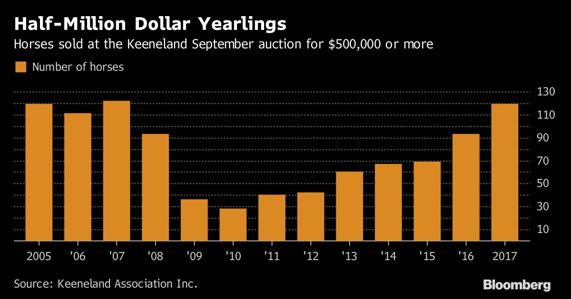 Half-Million Dollar Yearlings
Horses sold at the Keeneland September auction for $500,000 or more
Number of horses
130
110
90
70
50
30
10
2005 '06 '07 '08 '09 '10 '11 '12 '13 '14 '15 '16 2017
Source: Keeneland Association Inc.
Bloomberg